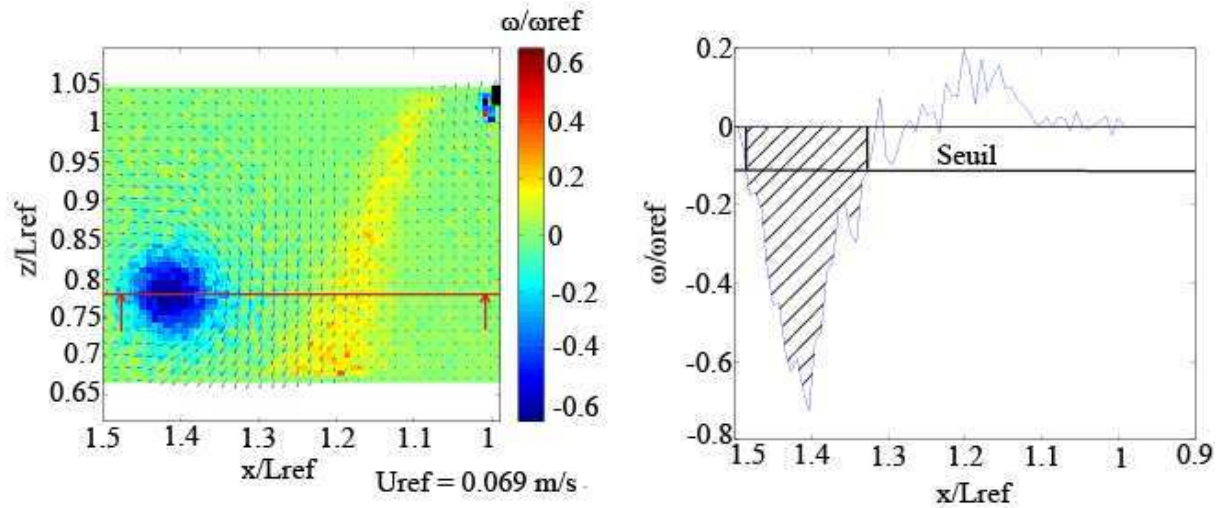 ω/ωref
1.05
1
0.95
0.9
0.85
0.8
0.75
0.7
0.65
z/Lref
1.5 1.4 1.3 1.2 1.1 1
x/Lref
Uref = 0.069 m/s
0.6
0.4
0.2
0
-0.2
-0.4
-0.6
0.2
0
-0.2
-0.4
-0.6
-0.8
ω/ωref
Seuil
1.5 1.4 1.3 1.2 1.1 1 0.9
x/Lref